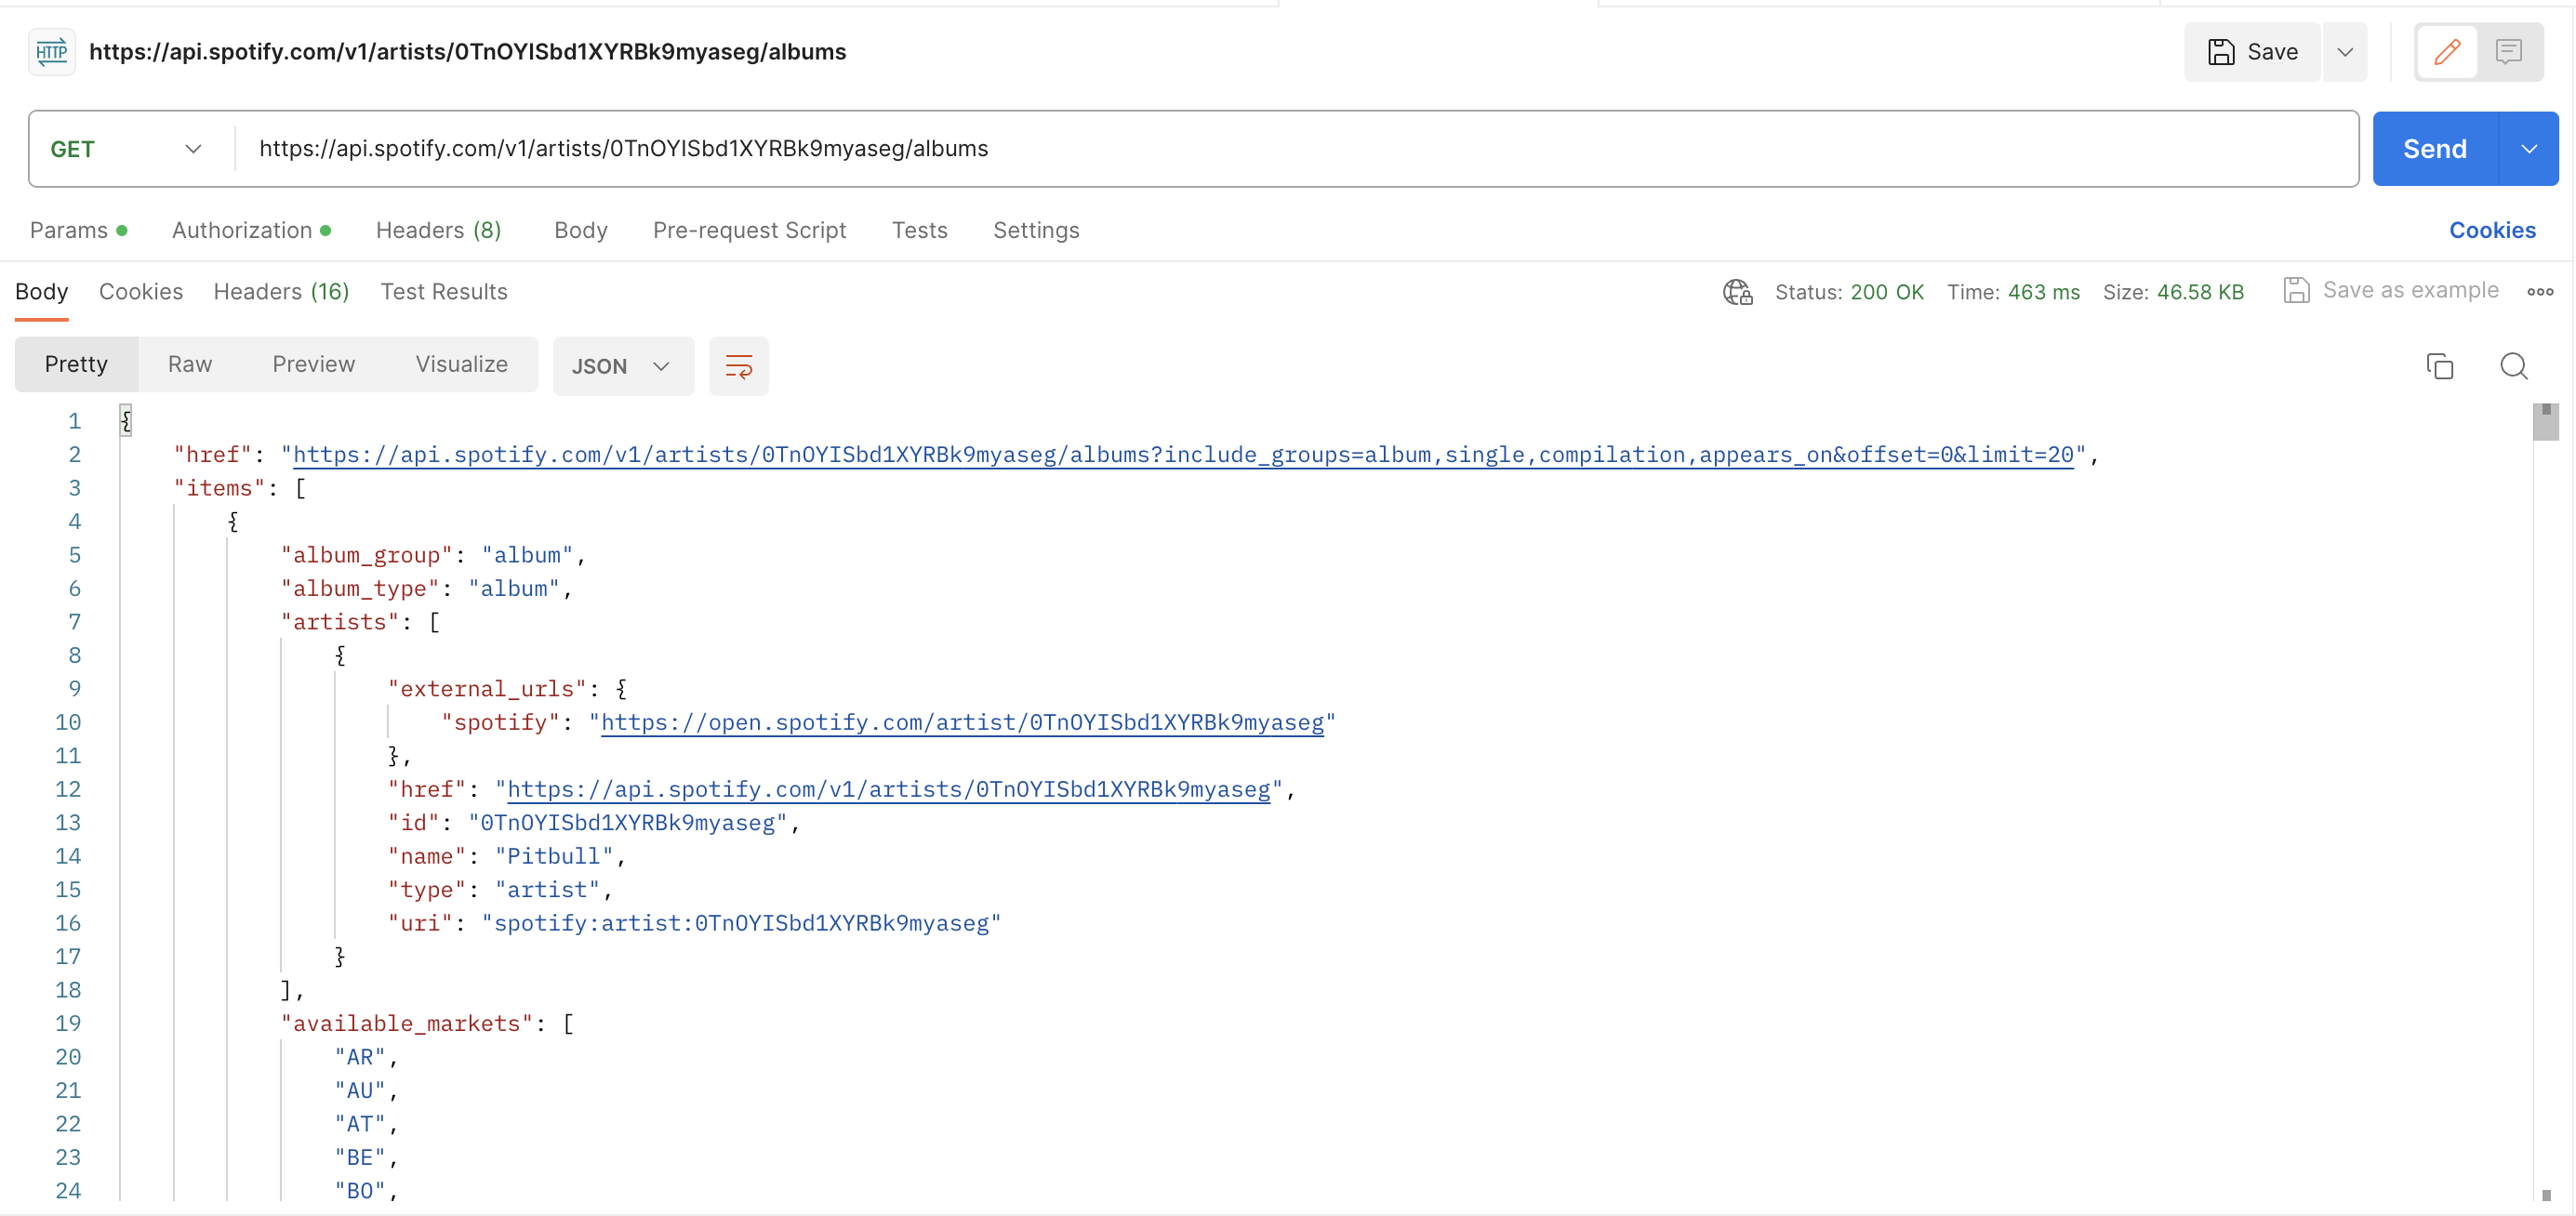 HTTP https://api.spotify.com/v1/artists/0TnOYISbd1XYRBk9myaseg/albums Save
GET https://api.spotify.com/v1/artists/0TnOYISbd1XYRBk9myaseg/albums Send
Params Authorization Headers (8) Body Pre-request Script Tests Settings Cookies
Body Cookies Headers (16) Test Results Status: 200 OK Time: 463 ms Size: 46.58 KB Save as example
Pretty Raw Preview Visualize JSON
1 {
2 "href": "https://api.spotify.com/v1/artists/0TnOYISbd1XYRBk9myaseg/albums?include_groups=album,single,compilation,appears_on&offset=0&limit=20",
3 "items": [
4 {
5 "album_group": "album",
6 "album_type": "album",
7 "artists": [
8 {
9 "external_urls": {
10 "spotify": "https://open.spotify.com/artist/0TnOYISbd1XYRBk9myaseg"
11 },
12 "href": "https://api.spotify.com/v1/artists/0TnOYISbd1XYRBk9myaseg",
13 "id": "0TnOYISbd1XYRBk9myaseg",
14 "name": "Pitbull",
15 "type": "artist",
16 "uri": "spotify:artist:0TnOYISbd1XYRBk9myaseg"
17 }
18 ],
19 "available_markets": [
20 "AR",
21 "AU",
22 "AT",
23 "BE",
24 "BO",